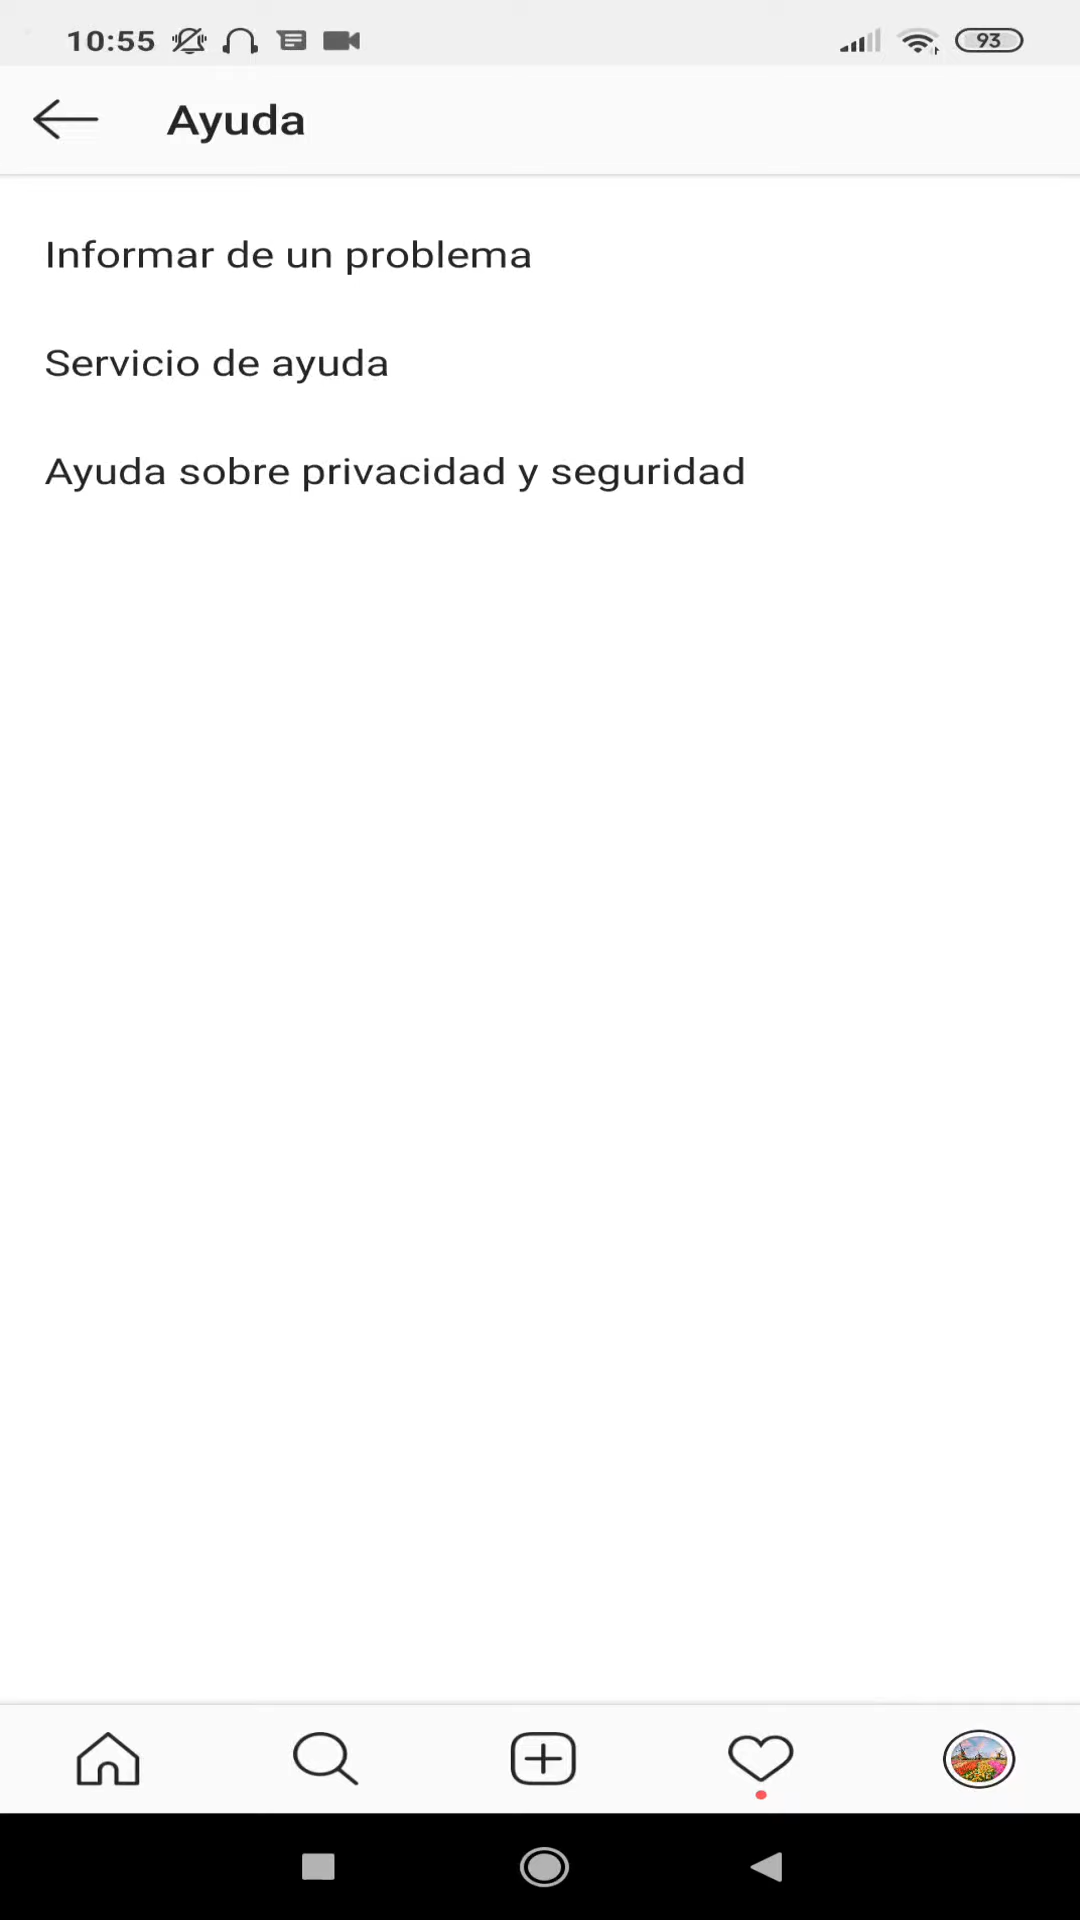 10:55
93
Ayuda
Informar de un problema
Servicio de ayuda
Ayuda sobre privacidad y seguridad